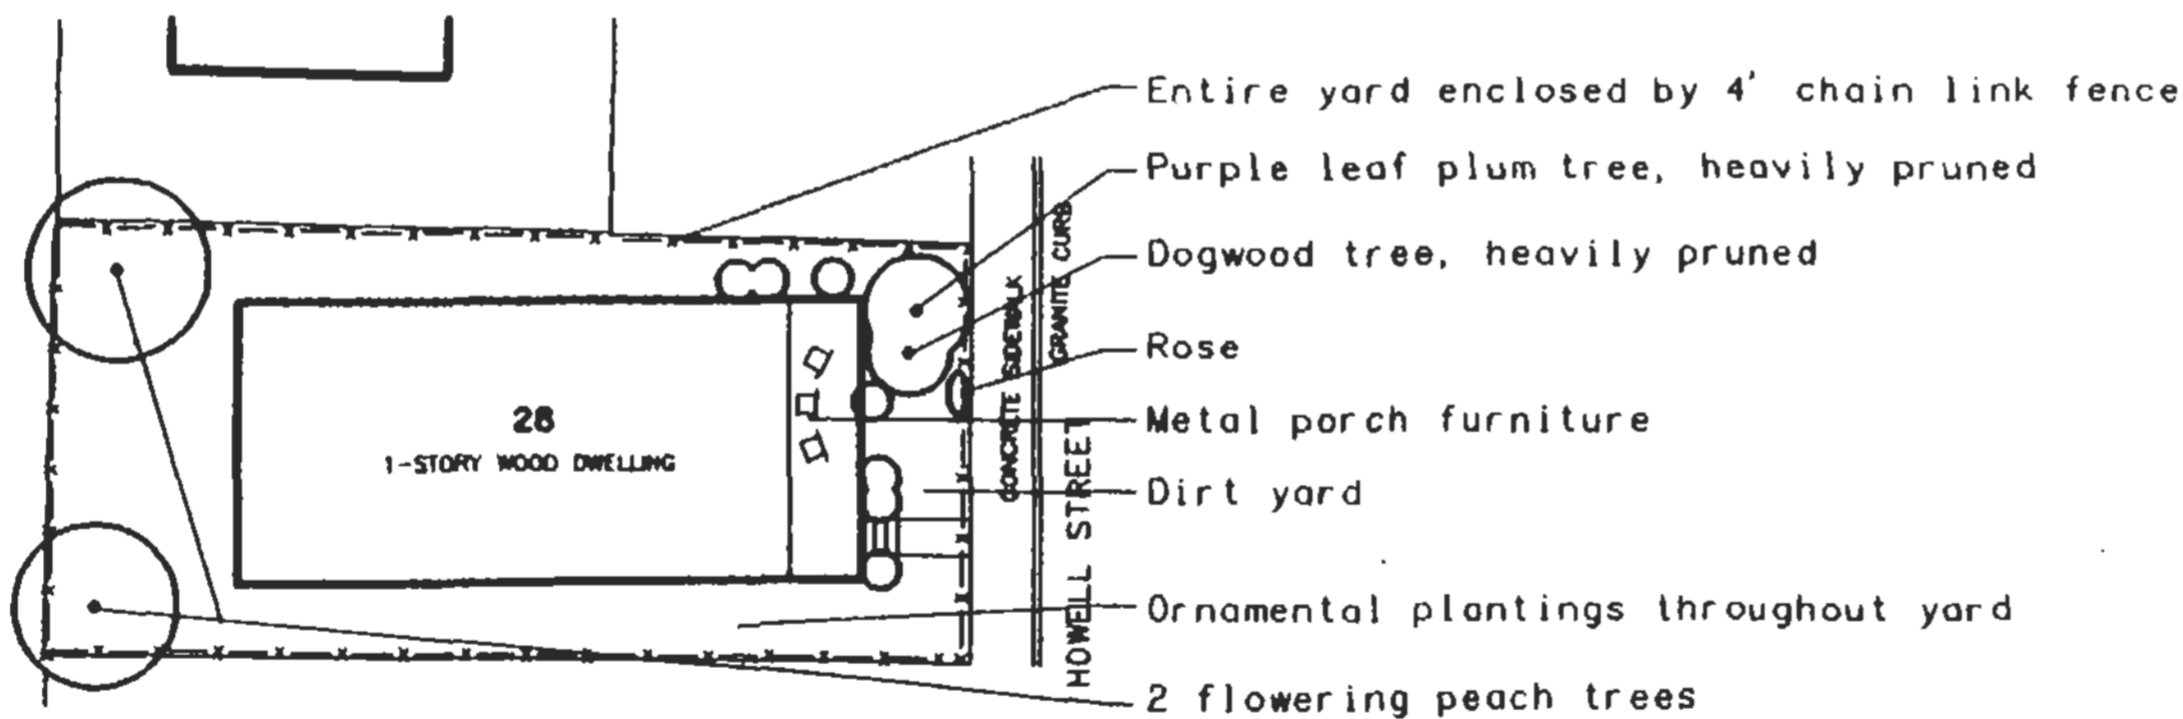 Entire yard enclosed by 4' chain link fence
Purple leaf plum tree, heavily pruned
Dogwood tree, heavily pruned
Rose
Metal porch furniture
Dirt yard
Ornamental plantings throughout yard
2 flowering peach trees
28
1-STORY WOOD DWELLING
CONCRETE SIDEWALK
GRANITE CURB
HOWELL STREET